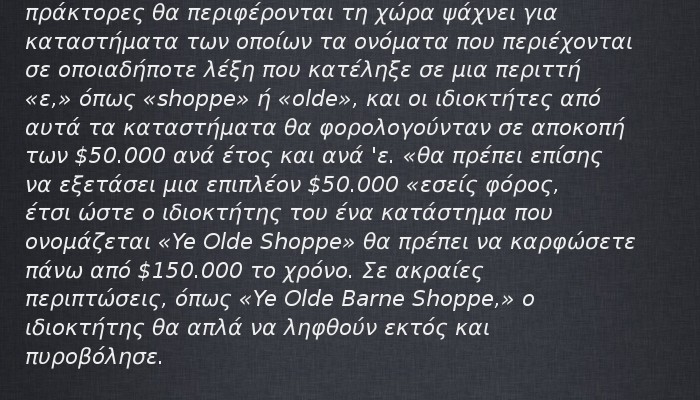 πράκτορες θα περιφέρονται τη χώρα ψάχνει για
καταστήματα των οποίων τα ονόματα που περιέχονται
σε οποιαδήποτε λέξη που κατέληξε σε μια περιττή
«ε,» όπως «shoppe» ή «olde», και οι ιδιοκτήτες από
αυτά τα καταστήματα θα φορολογούνταν σε αποκοπή
των $50.000 ανά έτος και ανά 'ε. «θα πρέπει επίσης
να εξετάσει μια επιπλέον $50.000 «εσείς φόρος,
έτσι ώστε ο ιδιοκτήτης του ένα κατάστημα που
ονομάζεται «Ye Olde Shoppe» θα πρέπει να καρφώσετε
πάνω από $150.000 το χρόνο. Σε ακραίες
περιπτώσεις, όπως «Ye Olde Barne Shoppe,» ο
ιδιοκτήτης θα απλά να ληφθούν εκτός και
πυροβόλησε.